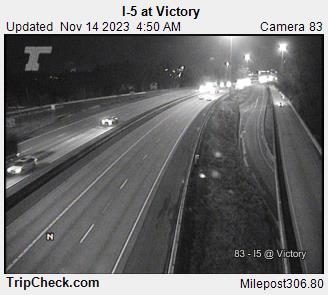 I-5 at Victory
Updated Nov 14 2023 4:50 AM Camera 83
T
N
83 - I5 @ Victory
TripCheck.com Milepost306.80